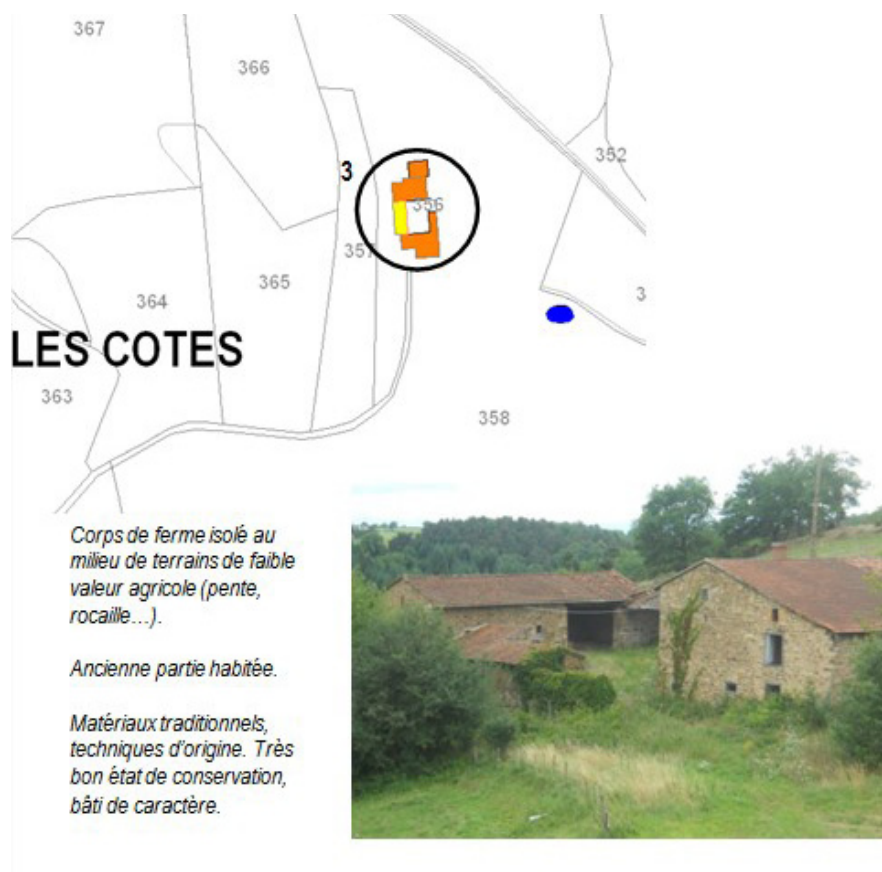 367
366
352
3
356
357
365
364
3
LES COTES
363
358
Corps de ferme isolé au
milieu de terrains de faible
valeur agricole (pente,
rocaille…).
Ancienne partie habitée.
Matériaux traditionnels,
techniques d'origine. Très
bon état de conservation,
bâti de caractère.